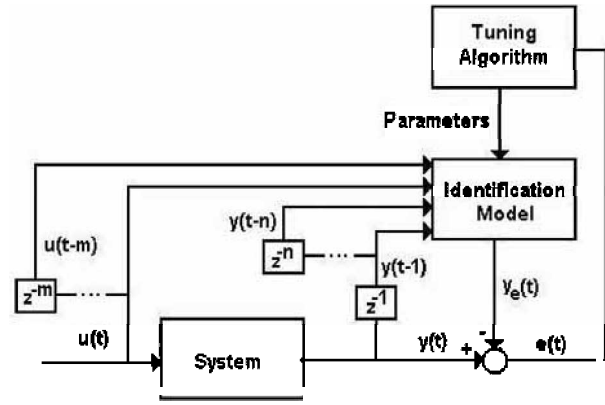 Tuning
Algorithm
Parameters
Identification
Model
u(t-m)
y(t-n)
z-n
y(t-1)
z-m
z-1
ye(t)
u(t)
System
y(t)
+
-
e(t)